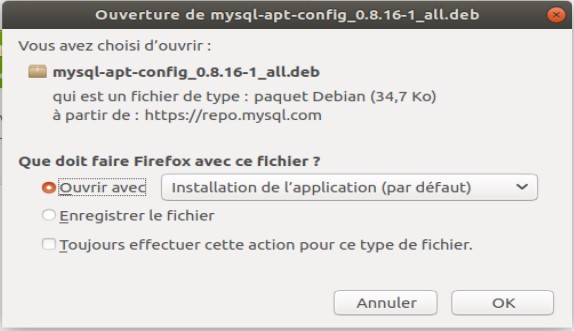 Ouverture de mysql-apt-config_0.8.16-1_all.deb
Vous avez choisi d’ouvrir :
mysql-apt-config_0.8.16-1_all.deb
qui est un fichier de type : paquet Debian (34,7 Ko)
à partir de : https://repo.mysql.com
Que doit faire Firefox avec ce fichier ?
Ouvrir avec Installation de l’application (par défaut)
Enregistrer le fichier
Toujours effectuer cette action pour ce type de fichier.
Annuler OK